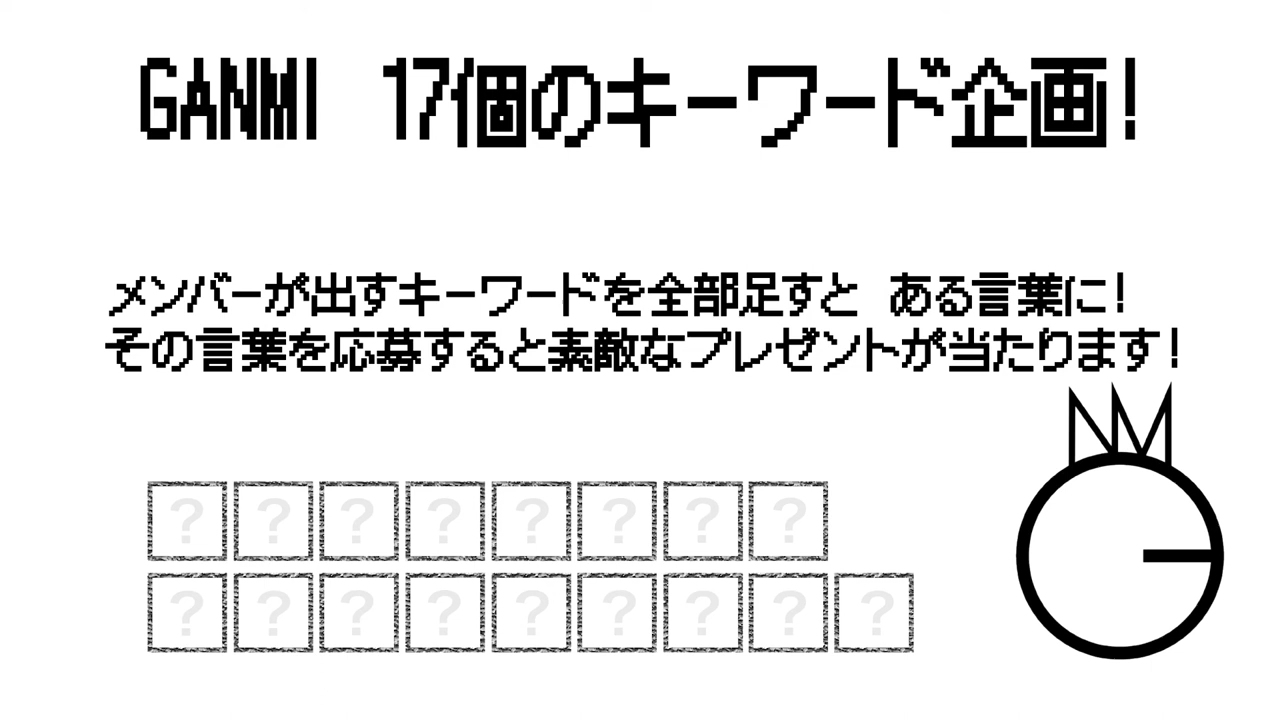 GANMI 17個のキーワード企画!
メンバーが出すキーワードを全部足すと ある言葉に!
その言葉を応募すると素敵なプレゼントが当たります!
? ? ? ? ? ? ? ?
? ? ? ? ? ? ? ? ?
NM
G